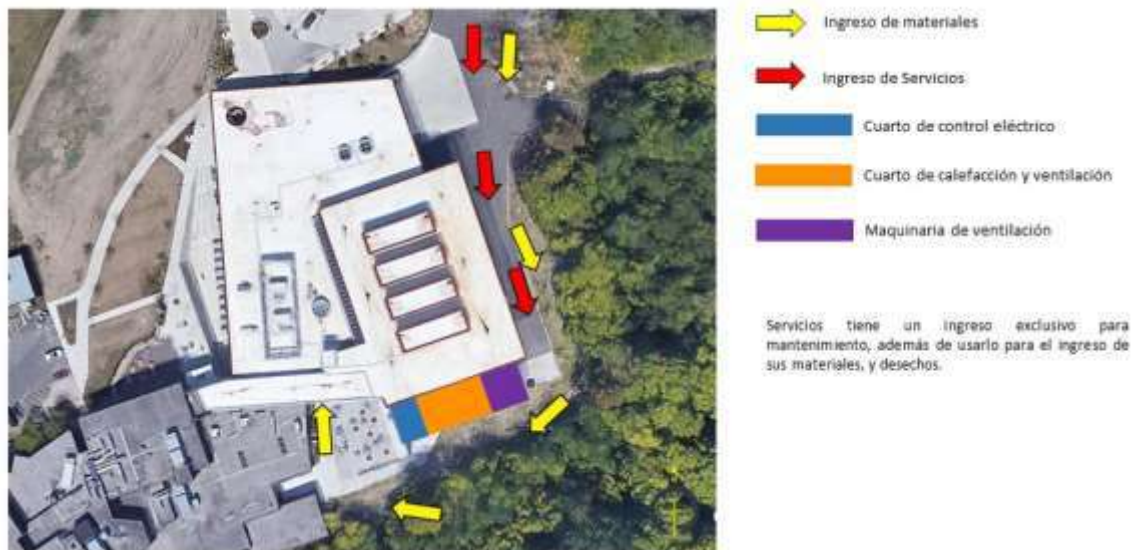 Ingreso de materiales
Ingreso de Servicios
Cuarto de control eléctrico
Cuarto de calefacción y ventilación
Maquinaria de ventilación
Servicios tiene un ingreso exclusivo para
mantenimiento, además de usarlo para el ingreso de
sus materiales, y desechos.